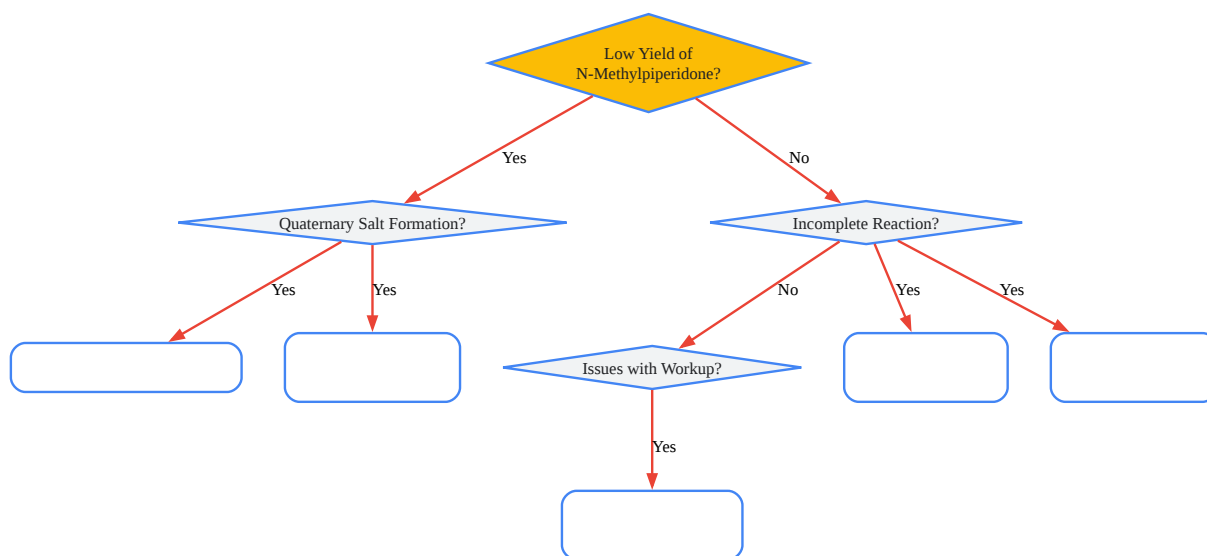 Low Yield of
N-Methylpiperidone?
Yes
No
Quaternary Salt Formation?
Incomplete Reaction?
Yes
Yes
No
Yes
Yes
Issues with Workup?
Yes